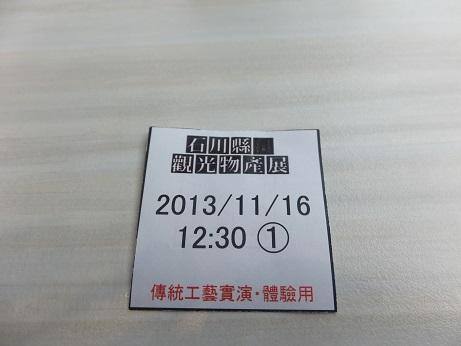 石川縣
觀光物產展
2013/11/16
12:30 ①
傳統工藝實演·體驗用